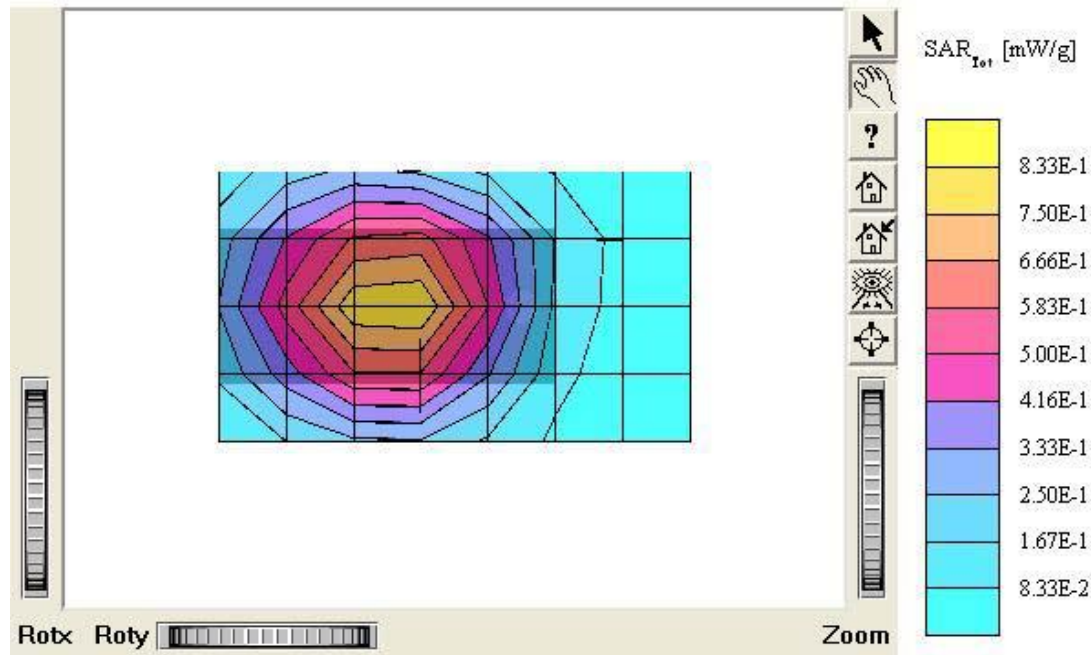 SAR_Tot [mW/g]
?
8.33E-1
7.50E-1
6.66E-1
5.83E-1
5.00E-1
4.16E-1
3.33E-1
2.50E-1
1.67E-1
8.33E-2
Rotx Roty Zoom